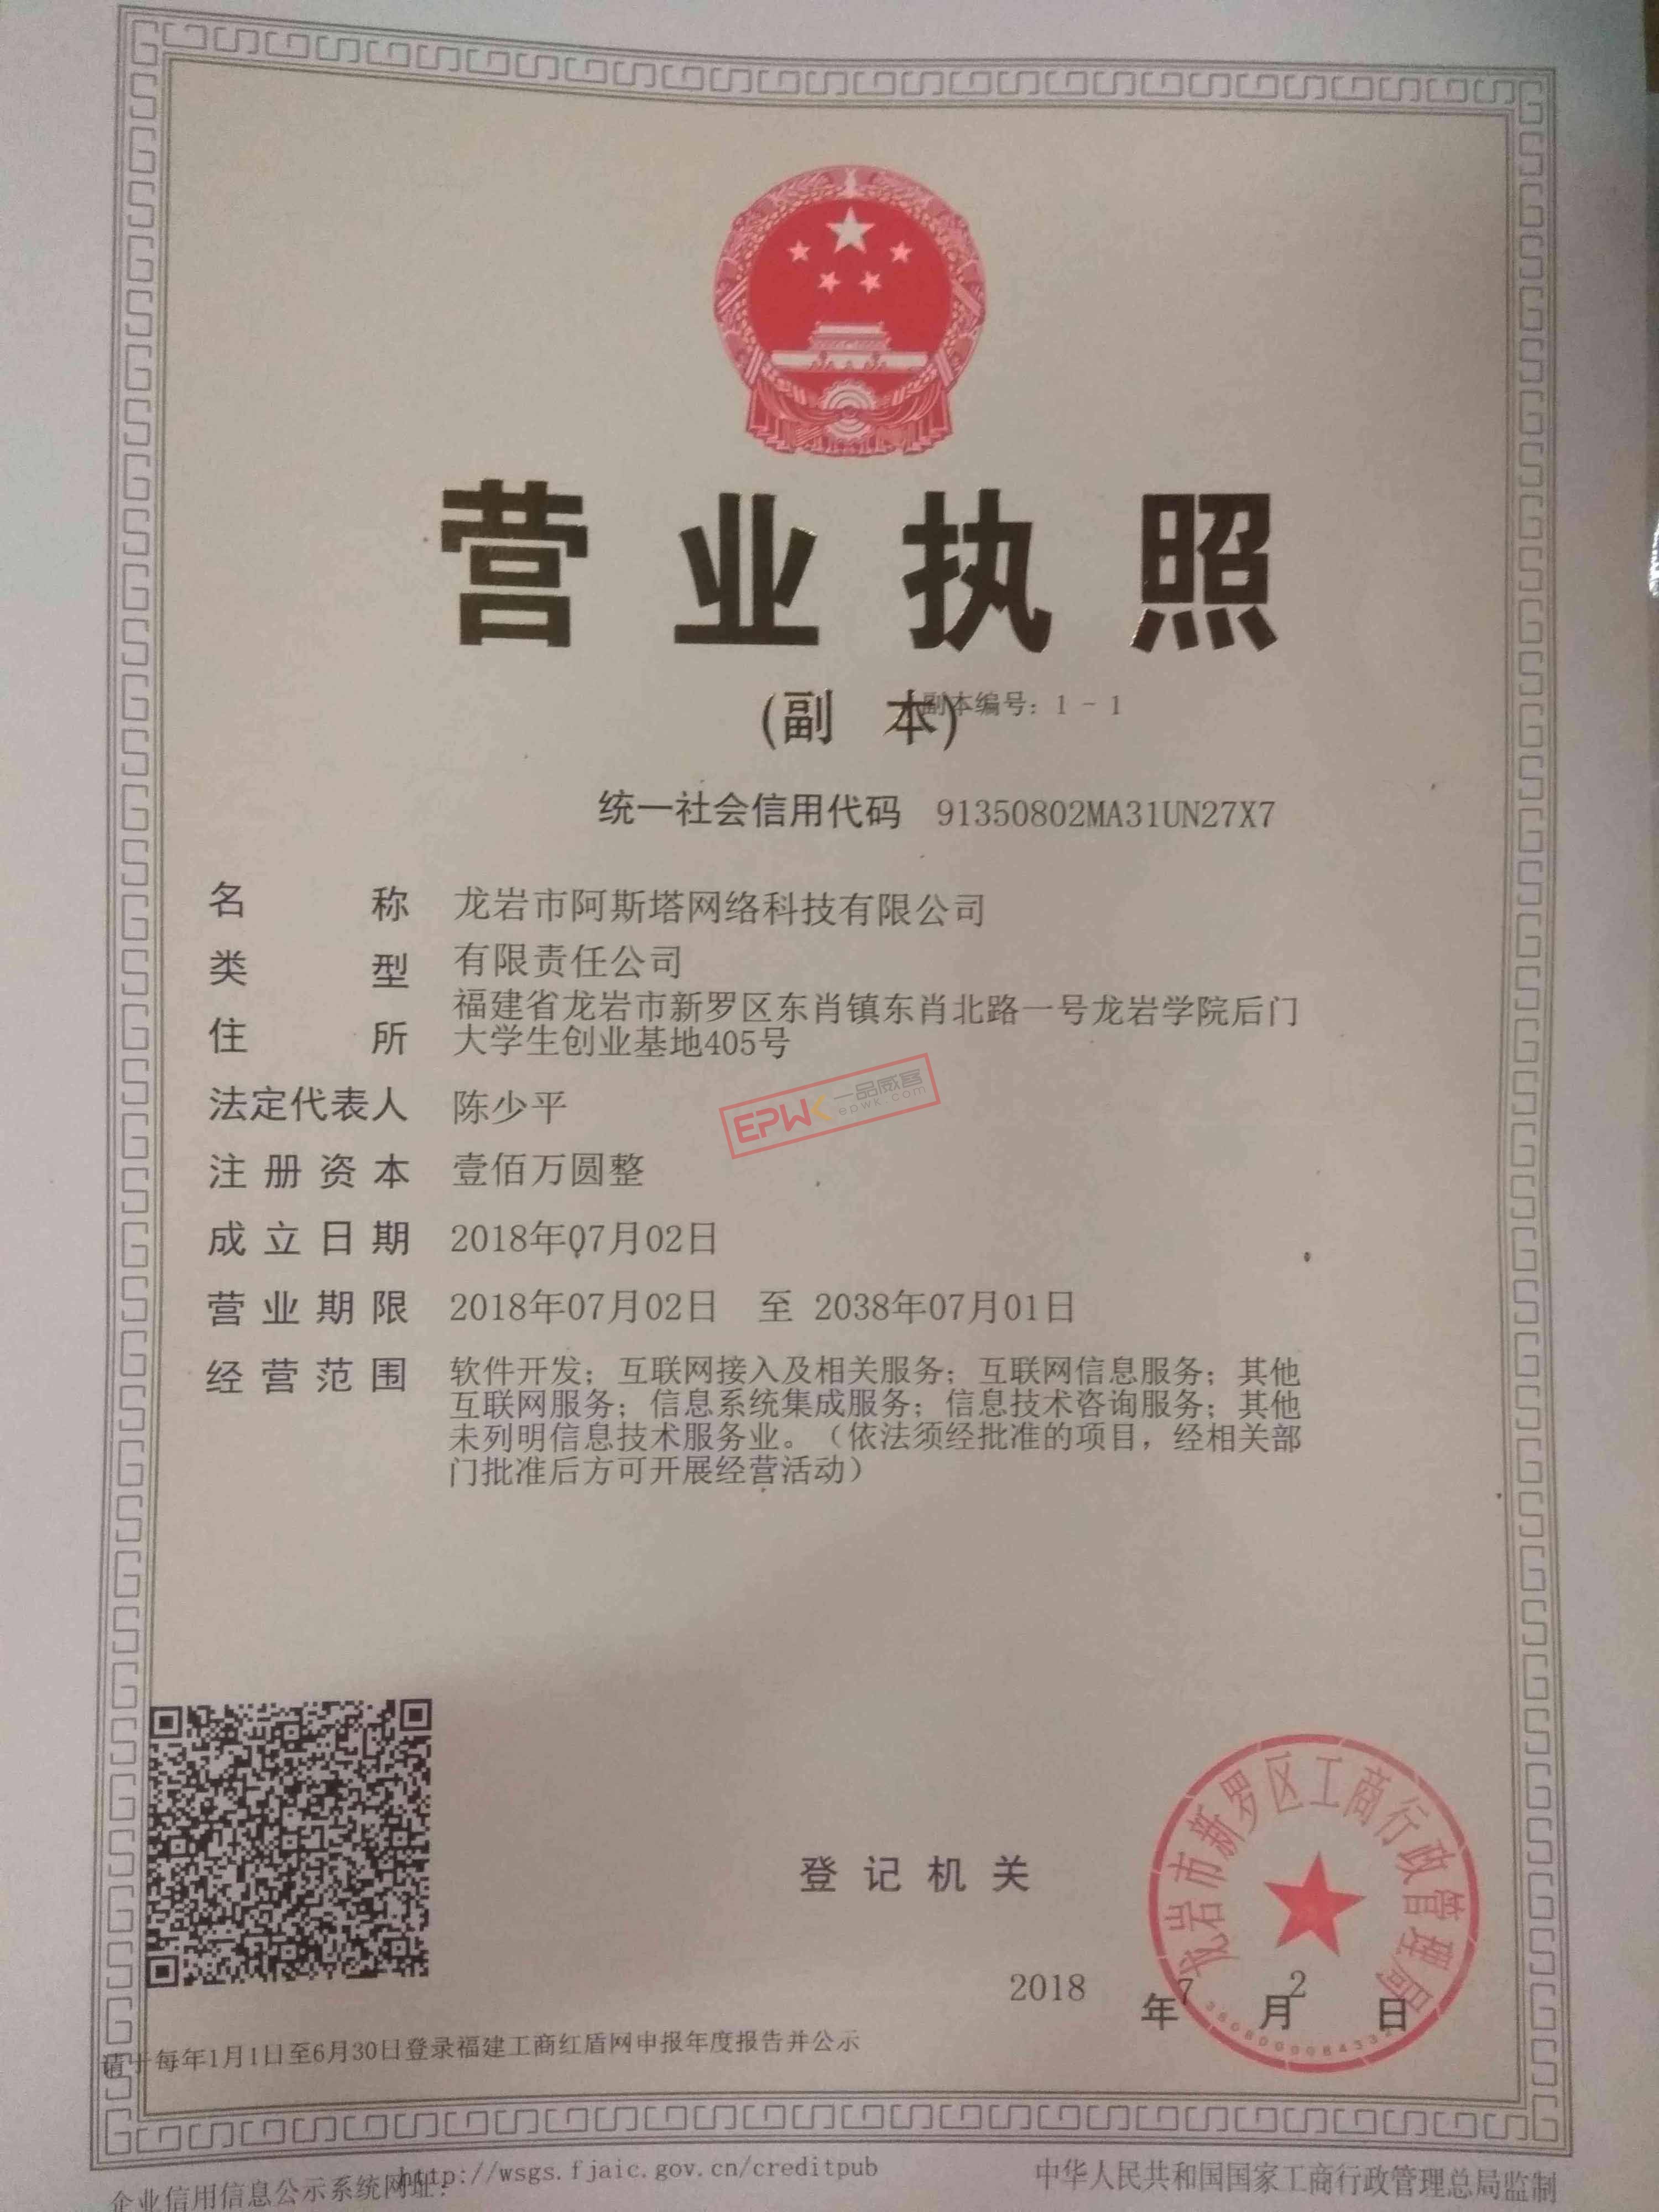 营业执照
(副 本)
副本编号：1 - 1
统一社会信用代码 91350802MA31UN27X7
名 称 龙岩市阿斯塔网络科技有限公司
类 型 有限责任公司
住 所 福建省龙岩市新罗区东肖镇东肖北路一号龙岩学院后门
大学生创业基地405号
法定代表人 陈少平
EPWK 一品威客
epwk.com
注册资本 壹佰万圆整
成立日期 2018年07月02日
营业期限 2018年07月02日 至 2038年07月01日
经营范围 软件开发；互联网接入及相关服务；互联网信息服务；其他
互联网服务；信息系统集成服务；信息技术咨询服务；其他
未列明信息技术服务业。（依法须经批准的项目，经相关部
门批准后方可开展经营活动）
龙岩市新罗区工商行政管理局
登记机关
2018 年 7 月 2 日
请于每年1月1日至6月30日登录福建工商红盾网申报年度报告并公示
企业信用信息公示系统网址：http://wsgs.fjaic.gov.cn/creditpub
中华人民共和国国家工商行政管理总局监制